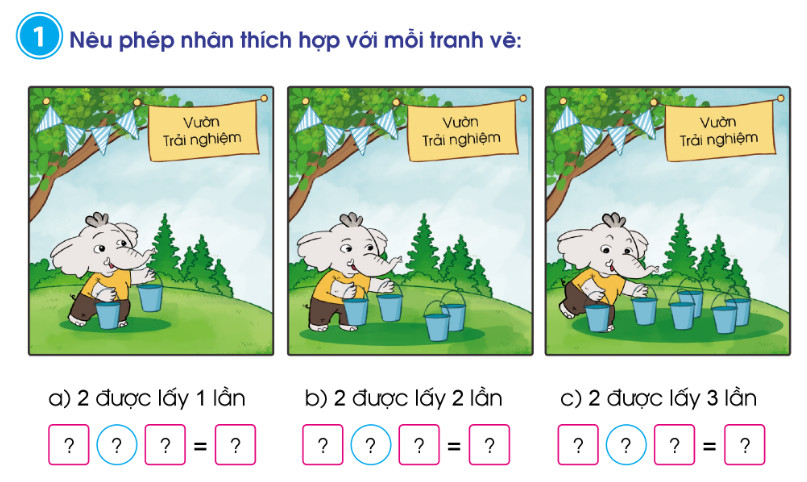 1 Nêu phép nhân thích hợp với mỗi tranh vẽ:
Vườn
Trải nghiệm
Vườn
Trải nghiệm
Vườn
Trải nghiệm
a) 2 được lấy 1 lần
? ? ? = ?
b) 2 được lấy 2 lần
? ? ? = ?
c) 2 được lấy 3 lần
? ? ? = ?